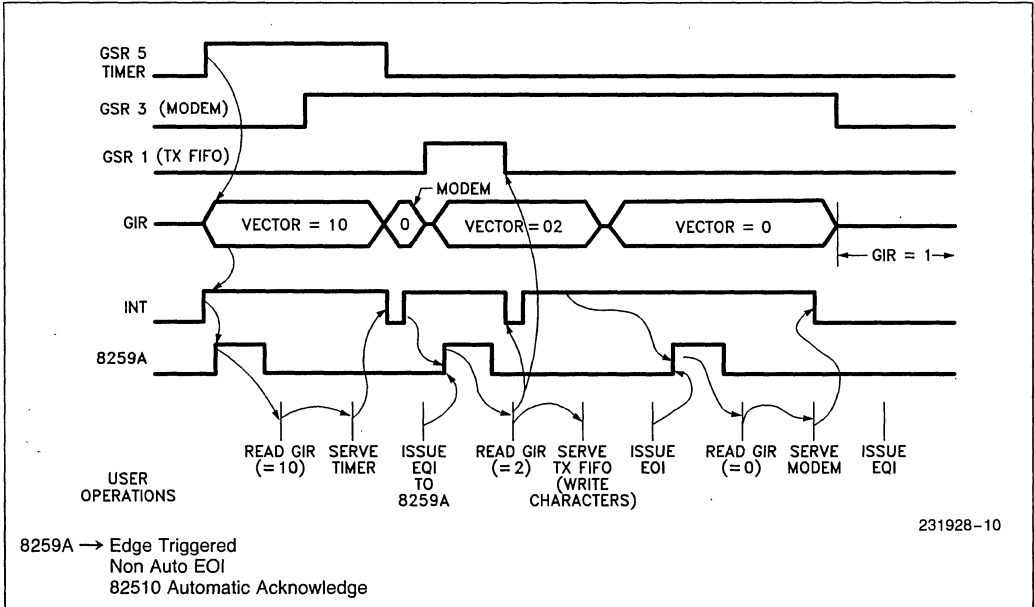 GSR 5
TIMER
GSR 3 (MODEM)
GSR 1 (TX FIFO)
MODEM
GIR
VECTOR = 10
0
VECTOR = 02
VECTOR = 0
GIR = 1
INT
8259A
READ GIR
(= 10)
SERVE
TIMER
ISSUE
EQI
TO
8259A
READ GIR
(= 2)
SERVE
TX FIFO
(WRITE
CHARACTERS)
ISSUE
EOI
READ GIR
(= 0)
SERVE
MODEM
ISSUE
EQI
USER
OPERATIONS
231928-10
8259A → Edge Triggered
Non Auto EOI
82510 Automatic Acknowledge